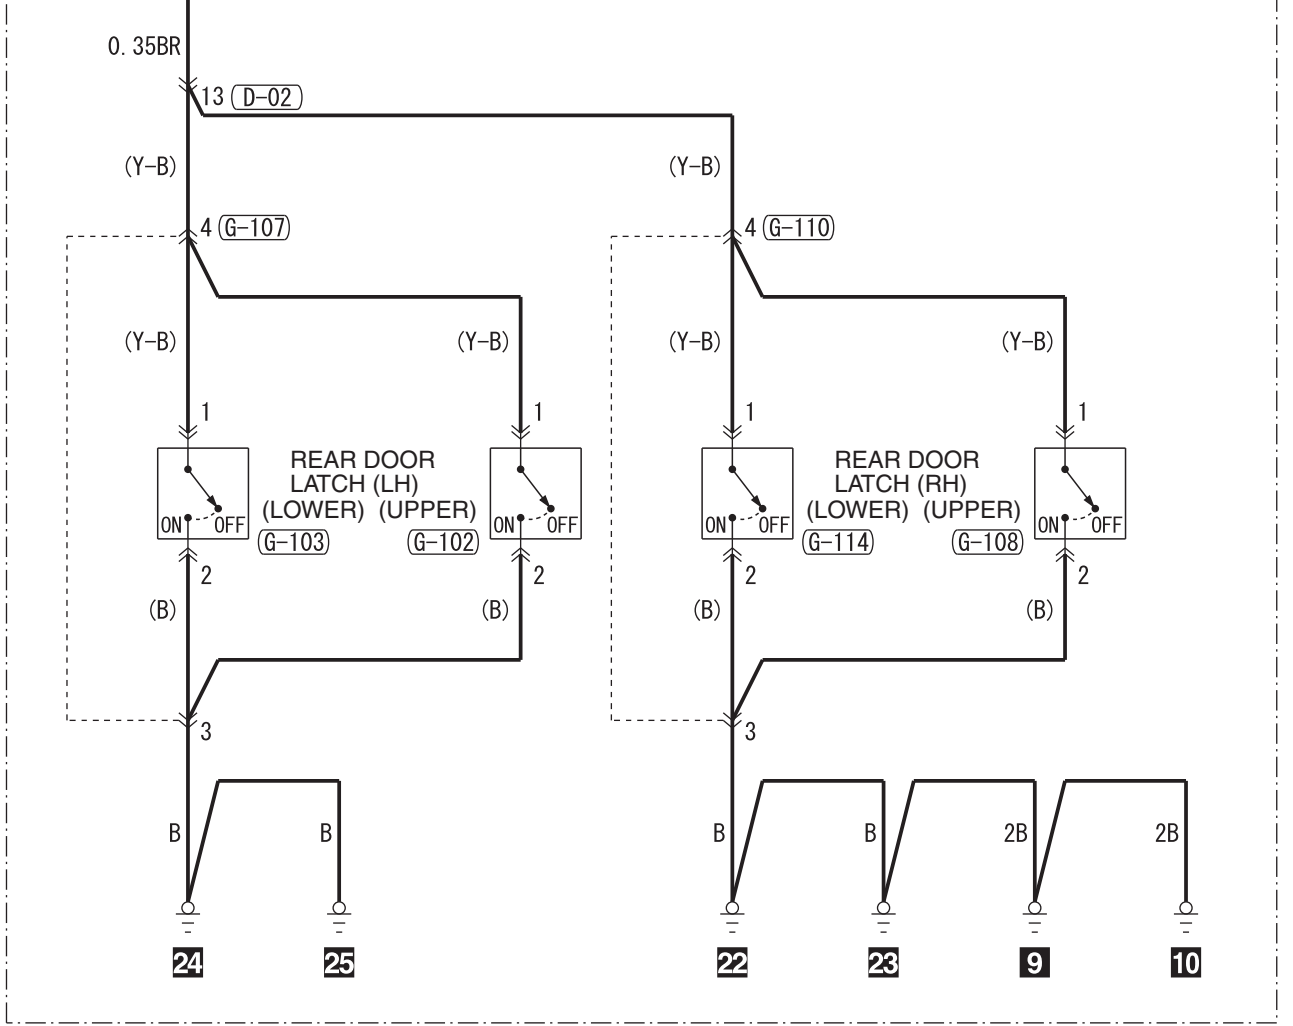 0.35BR
13 D-02
(Y-B) (Y-B)
4 G-107 4 G-110
(Y-B) (Y-B) (Y-B) (Y-B)
1 1 1 1
REAR DOOR
LATCH (LH)
(LOWER) (UPPER)
ON OFF ON OFF
G-103 G-102
REAR DOOR
LATCH (RH)
(LOWER) (UPPER)
ON OFF ON OFF
G-114 G-108
2 2 2 2
(B) (B) (B) (B)
3 3
B B B B 2B 2B
24 25 22 23 9 10